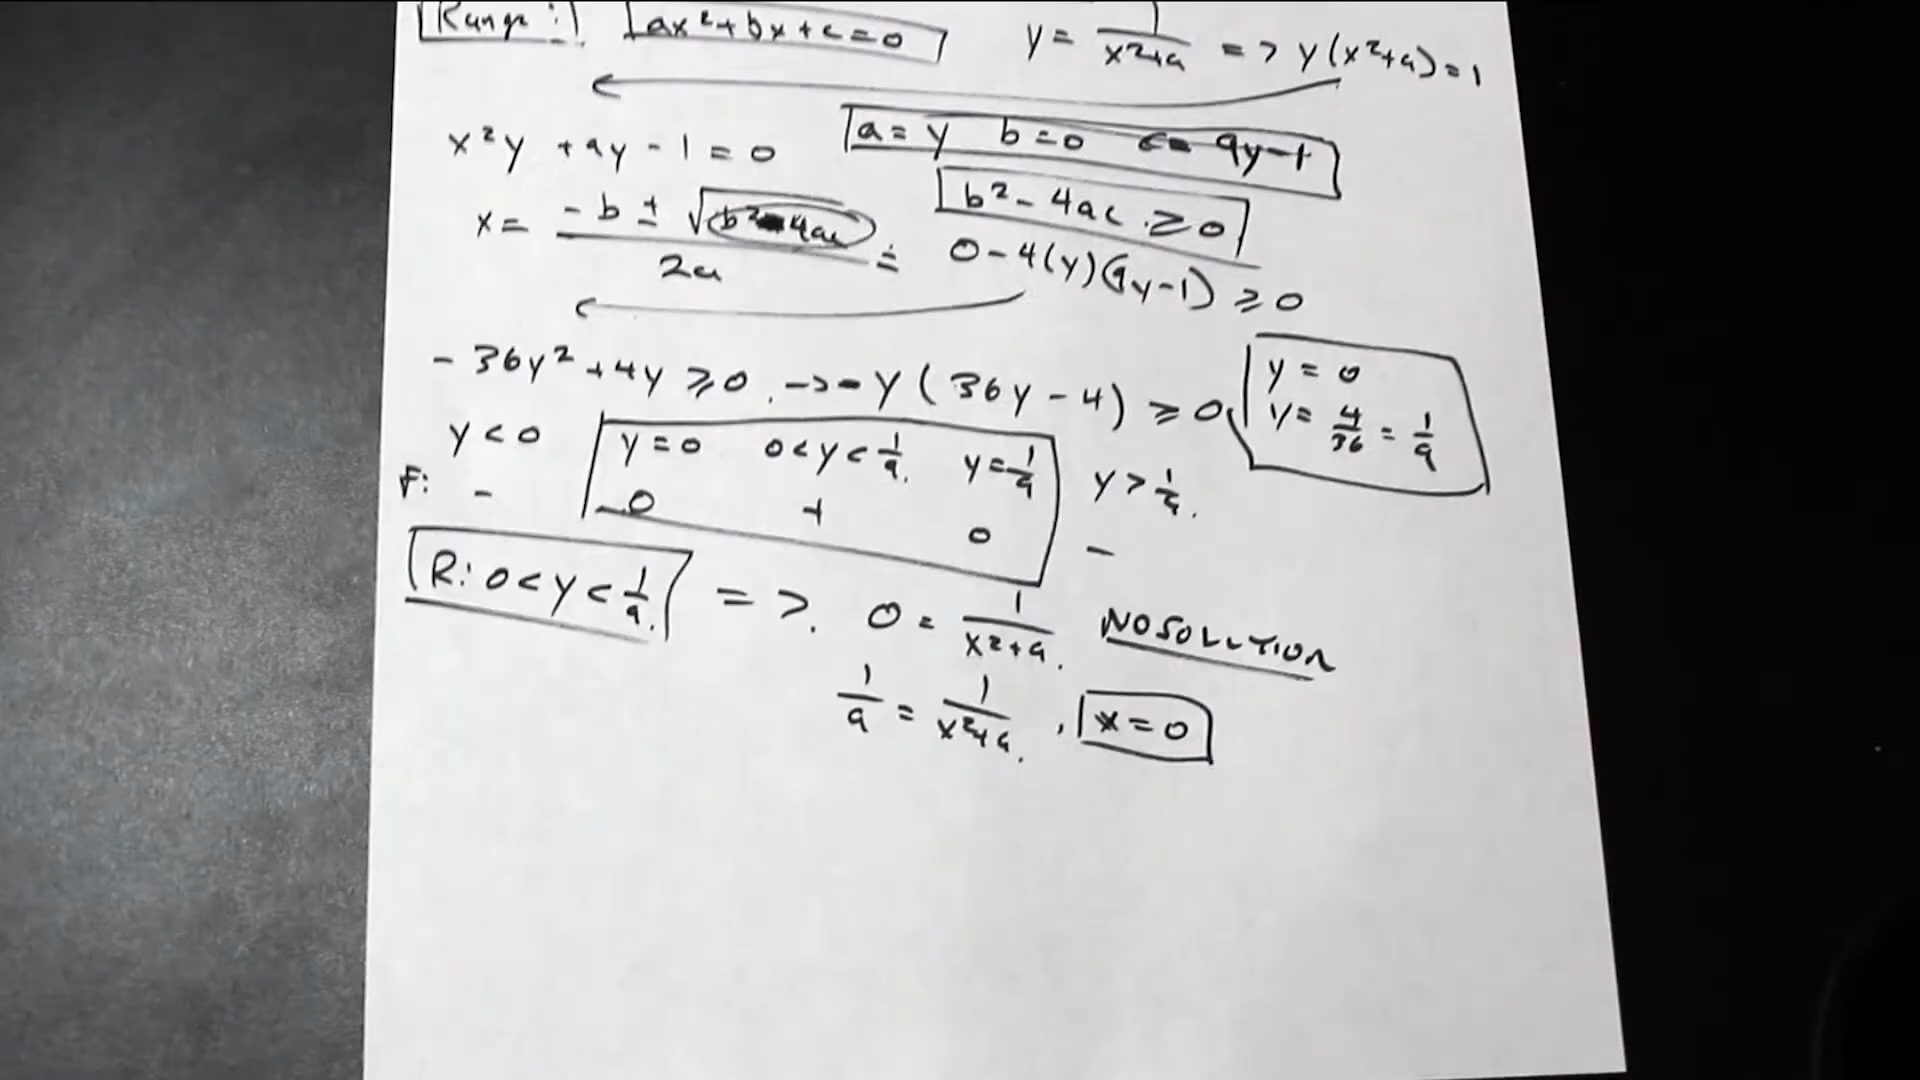 Range: ax²+bx+c=0 y = 1/(x²+9) => y(x²+9)=1
x²y + 9y - 1 = 0 a = y b = 0 c = 9y-1
x = (-b ± √(b²-4ac))/2a = b² - 4ac ≥ 0
0 - 4(y)(9y-1) ≥ 0
- 36y² + 4y ≥ 0. -> - y (36y - 4) ≥ 0
y = 0
y = 4/36 = 1/9
y < 0 y = 0 0 < y < 1/9. y = 1/9 y > 1/9.
F: - 0 + 0 -
R: 0 < y < 1/9. => . 0 = 1/(x²+9). NO SOLUTION
1/9 = 1/(x²+9). , x = 0